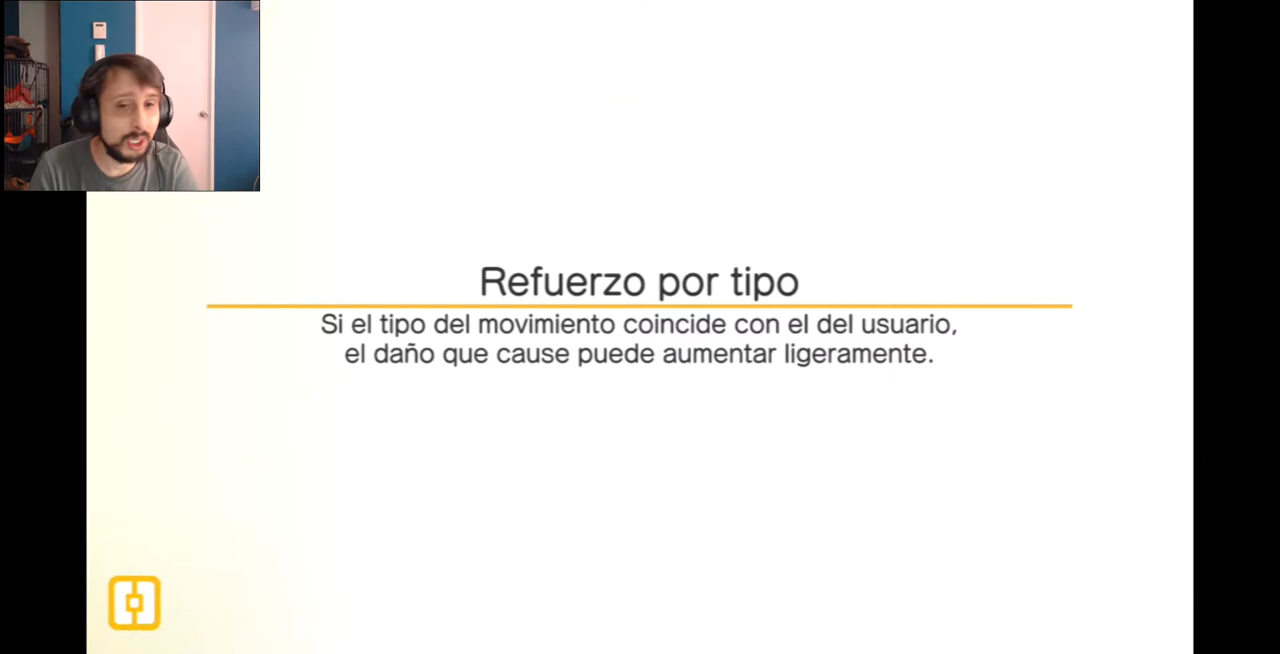 Refuerzo por tipo
Si el tipo del movimiento coincide con el del usuario,
el daño que cause puede aumentar ligeramente.